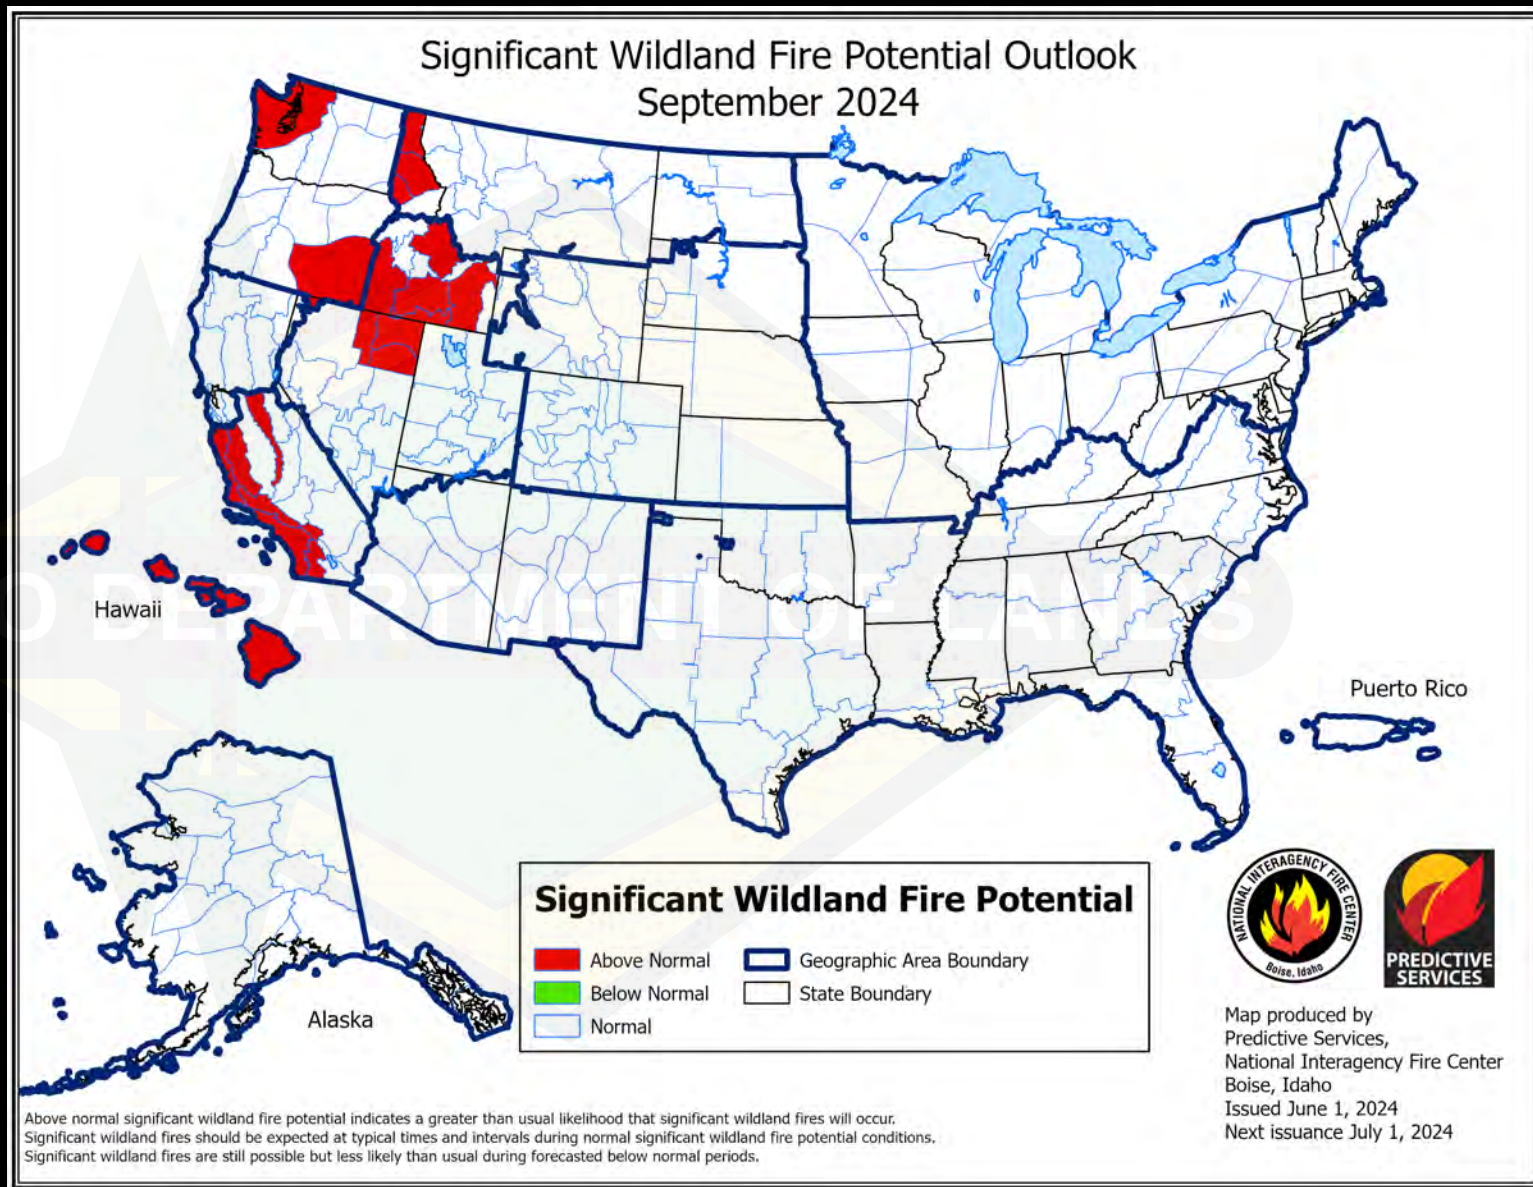 Significant Wildland Fire Potential Outlook
September 2024
Hawaii
O DEPARTMENT OF LANDS
Puerto Rico
Alaska
Significant Wildland Fire Potential
Above Normal
Below Normal
Normal
Geographic Area Boundary
State Boundary
NATIONAL INTERAGENCY FIRE CENTER
Boise, Idaho
PREDICTIVE
SERVICES
Map produced by
Predictive Services,
National Interagency Fire Center
Boise, Idaho
Issued June 1, 2024
Next issuance July 1, 2024
Above normal significant wildland fire potential indicates a greater than usual likelihood that significant wildland fires will occur.
Significant wildland fires should be expected at typical times and intervals during normal significant wildland fire potential conditions.
Significant wildland fires are still possible but less likely than usual during forecasted below normal periods.